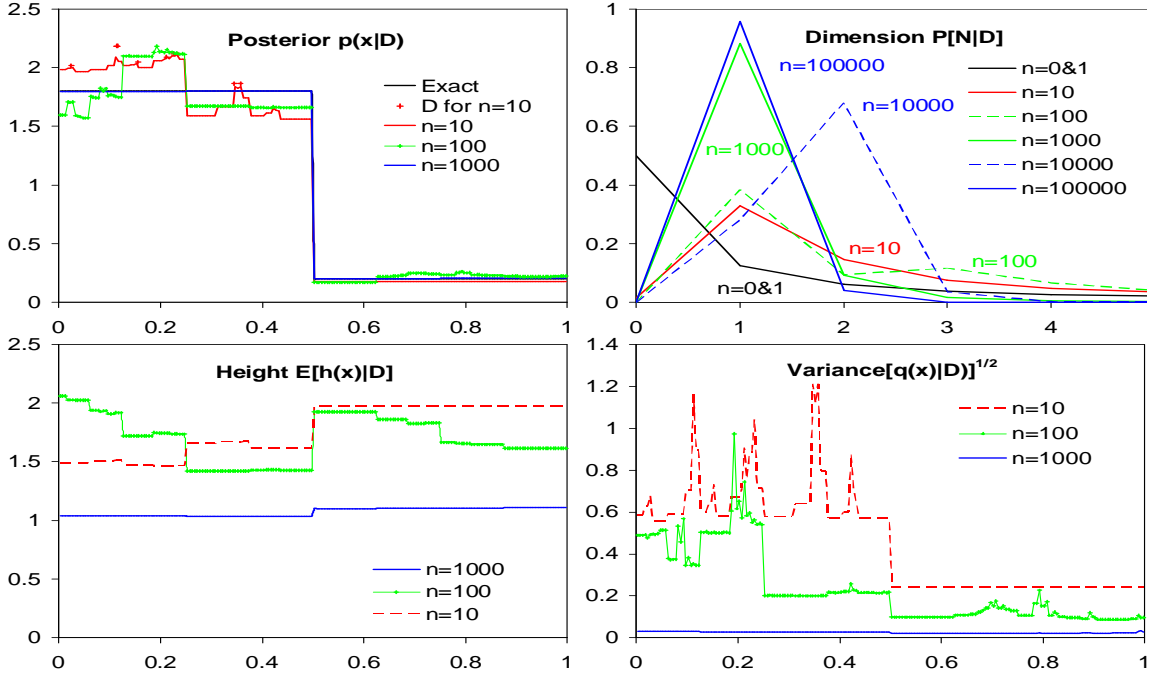 Posterior p(x|D)
Exact
D for n=10
n=10
n=100
n=1000
2.5
2
1.5
1
0.5
0
0 0.2 0.4 0.6 0.8 1
Dimension P[N|D]
n=0&1
n=10
n=100
n=1000
n=10000
n=100000
n=100000
n=10000
n=1000
n=10
n=100
n=0&1
1
0.8
0.6
0.4
0.2
0
0 1 2 3 4
Height E[h(x)|D]
n=1000
n=100
n=10
2.5
2
1.5
1
0.5
0
0 0.2 0.4 0.6 0.8 1
Variance[q(x)|D)]1/2
n=10
n=100
n=1000
1.4
1.2
1
0.8
0.6
0.4
0.2
0
0 0.2 0.4 0.6 0.8 1